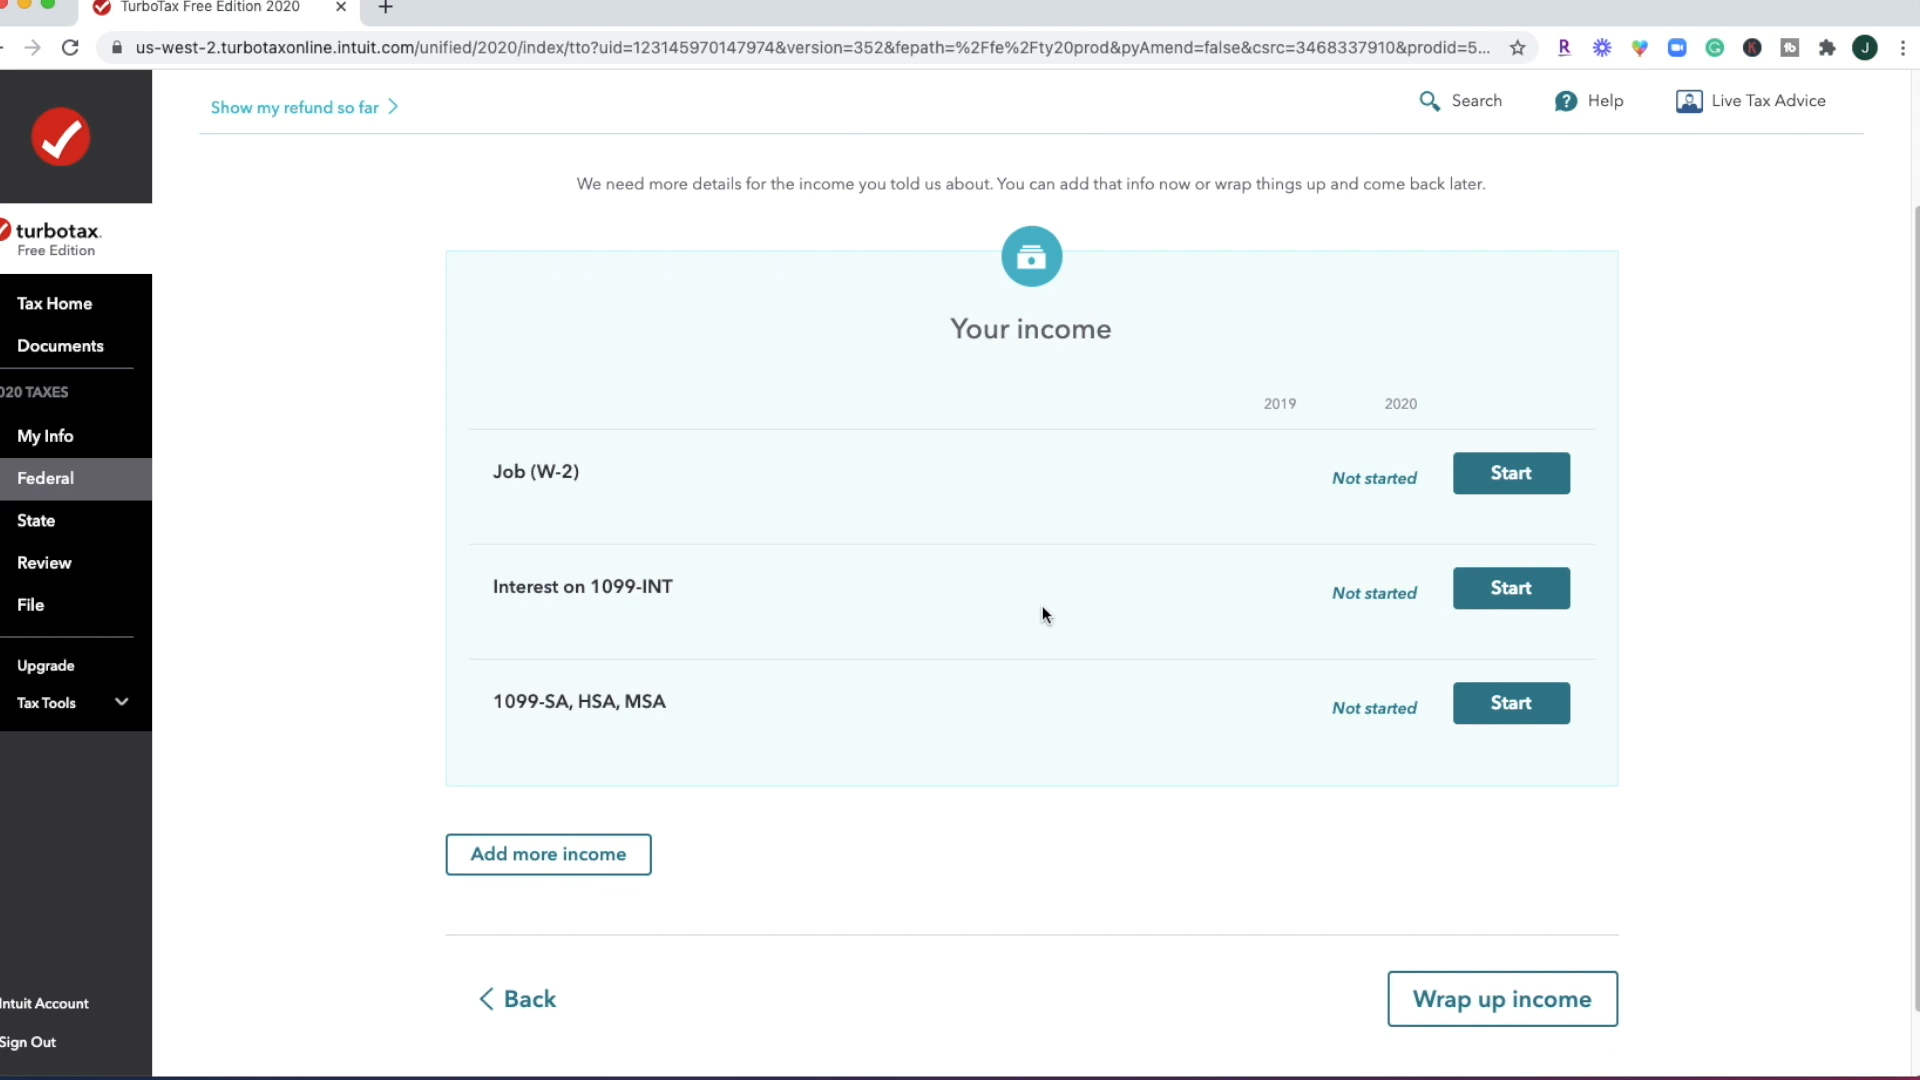 TurboTax Free Edition 2020
us-west-2.turbotaxonline.intuit.com/unified/2020/index/tto?uid=123145970147974&version=352&fepath=%2Ffe%2Fty20prod&pyAmend=false&csrc=3468337910&prodid=5...
R
K
tb
J
Show my refund so far
Search
? Help
Live Tax Advice
turbotax.
Free Edition
Tax Home
Documents
020 TAXES
My Info
Federal
State
Review
File
Upgrade
Tax Tools
Intuit Account
Sign Out
We need more details for the income you told us about. You can add that info now or wrap things up and come back later.
Your income
2019 2020
Job (W-2) Not started Start
Interest on 1099-INT Not started Start
1099-SA, HSA, MSA Not started Start
Add more income
Back
Wrap up income